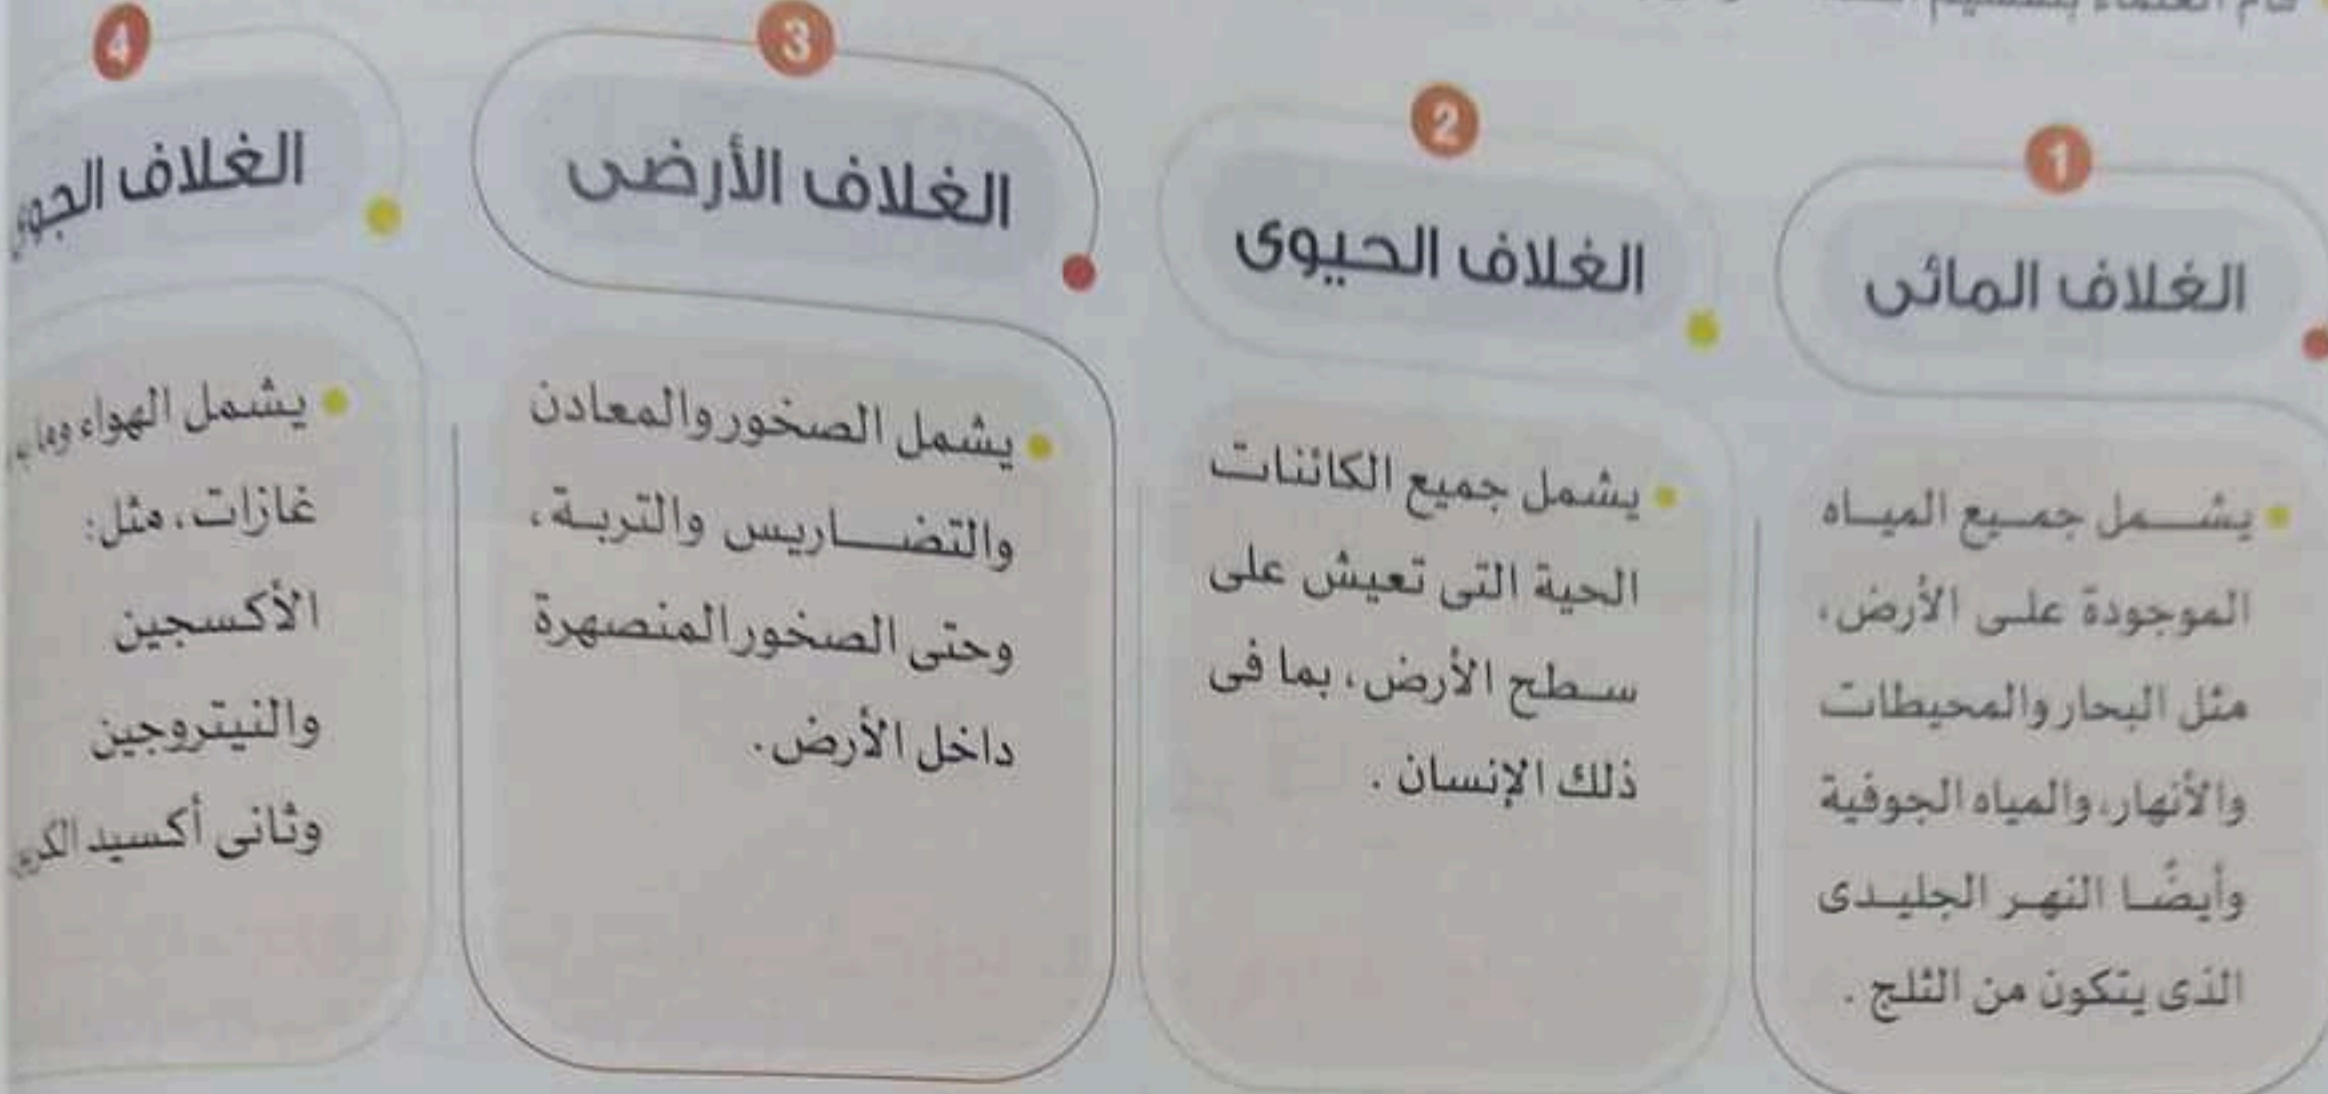 1
الغلاف المائى
يشمل جميع المياه
الموجودة على الأرض،
مثل البحار والمحيطات
والأنهار، والمياه الجوفية
وأيضًا النهر الجليدى
الذى يتكون من الثلج .
2
الغلاف الحيوى
يشمل جميع الكائنات
الحية التى تعيش على
سطح الأرض، بما فى
ذلك الإنسان .
3
الغلاف الأرضى
يشمل الصخور والمعادن
والتضاريس والتربة،
وحتى الصخور المنصهرة
داخل الأرض.
4
الغلاف
يشمل الهواء
غازات، مثل:
الأكسجين
والنيتروجين
وثانى أكسيد